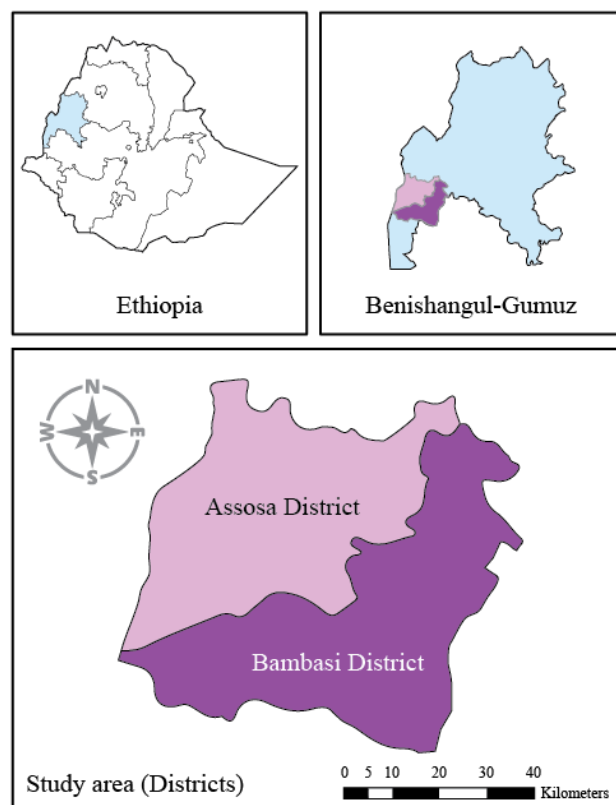 Ethiopia
Benishangul-Gumuz
N
W E
S
Assosa District
Bambasi District
Study area (Districts)
0 5 10 20 30 40
Kilometers